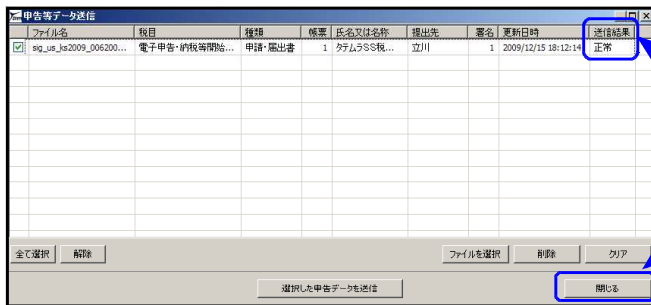 申告等データ送信
ファイル名 税目 種類 帳票 氏名又は名称 提出先 署名 更新日時 送信結果
sig_us_ks2009_006200... 電子申告・納税等開始... 申請・届出書 1 タテムラSS税... 立川 1 2009/12/15 18:12:14 正常
全て選択 解除 ファイルを選択 削除 クリア
選択した申告データを送信 閉じる